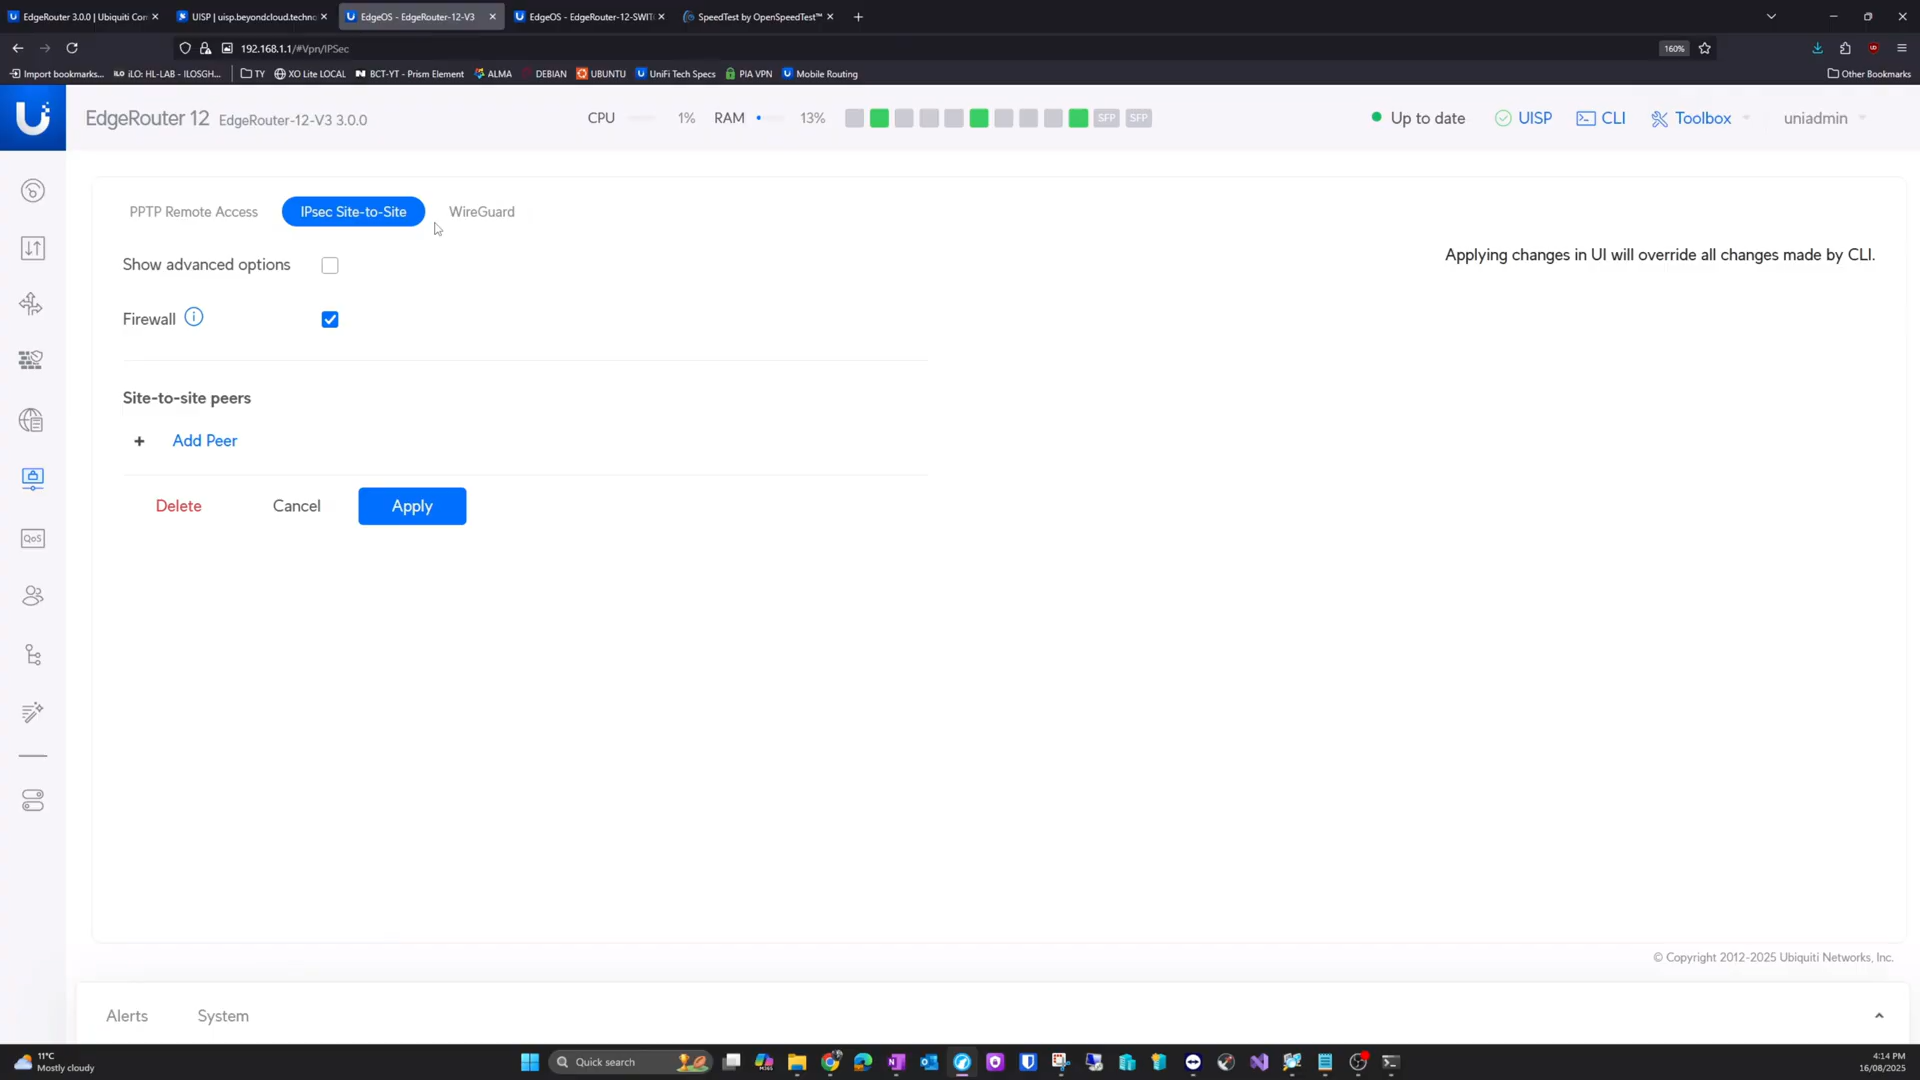 EdgeRouter 3.0.0 | Ubiquiti Con
UISP | uisp.beyondcloud.techno
EdgeOS - EdgeRouter-12-V3
EdgeOS - EdgeRouter-12-SWIT
SpeedTest by OpenSpeedTest™
192.168.1.1/#Vpn/IPSec
160%
Import bookmarks...
iLO: HL-LAB - ILOSGH...
TY
XO Lite LOCAL
BCT-YT - Prism Element
ALMA
DEBIAN
UBUNTU
UniFi Tech Specs
PIA VPN
Mobile Routing
Other Bookmarks
EdgeRouter 12 EdgeRouter-12-V3 3.0.0
CPU 1% RAM 13%
SFP SFP
Up to date
UISP
CLI
Toolbox
uniadmin
PPTP Remote Access
IPsec Site-to-Site
WireGuard
Show advanced options
Applying changes in UI will override all changes made by CLI.
Firewall
Site-to-site peers
+ Add Peer
Delete
Cancel
Apply
QoS
© Copyright 2012-2025 Ubiquiti Networks, Inc.
Alerts
System
11°C
Mostly cloudy
Quick search
4:14 PM
16/08/2025